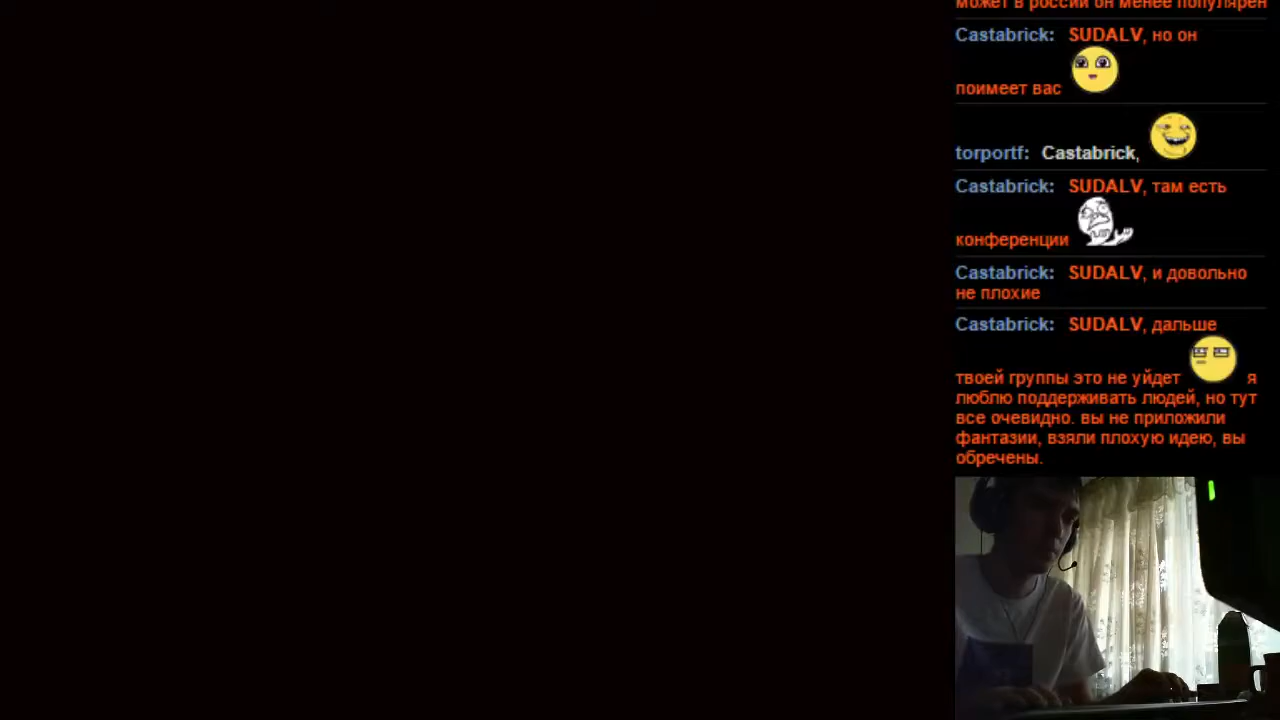 может в россии он менее популярен
Castabrick: SUDALV, но он
поимеет вас
torportf: Castabrick,
Castabrick: SUDALV, там есть
конференции
Castabrick: SUDALV, и довольно
не плохие
Castabrick: SUDALV, дальше
твоей группы это не уйдет я
люблю поддерживать людей, но тут
все очевидно. вы не приложили
фантазии, взяли плохую идею, вы
обречены.